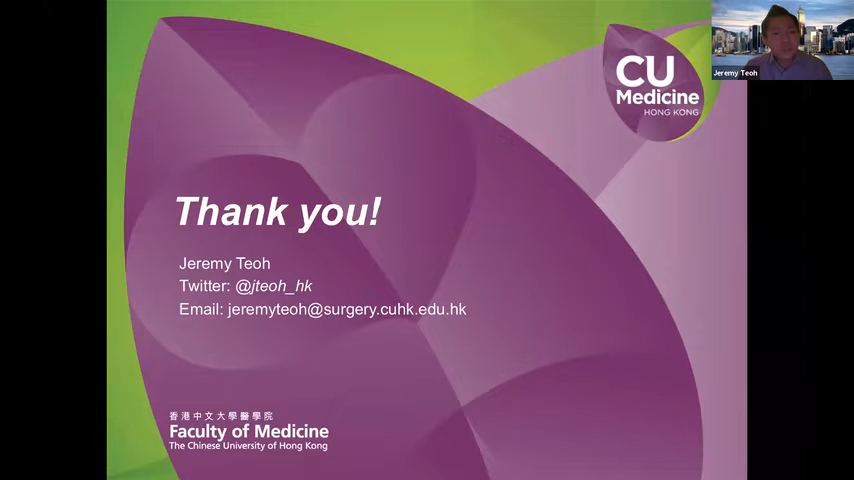 Jeremy Teoh
CU
Medicine
HONG KONG
Thank you!
Jeremy Teoh
Twitter: @jteoh_hk
Email: jeremyteoh@surgery.cuhk.edu.hk
香港中文大學醫學院
Faculty of Medicine
The Chinese University of Hong Kong